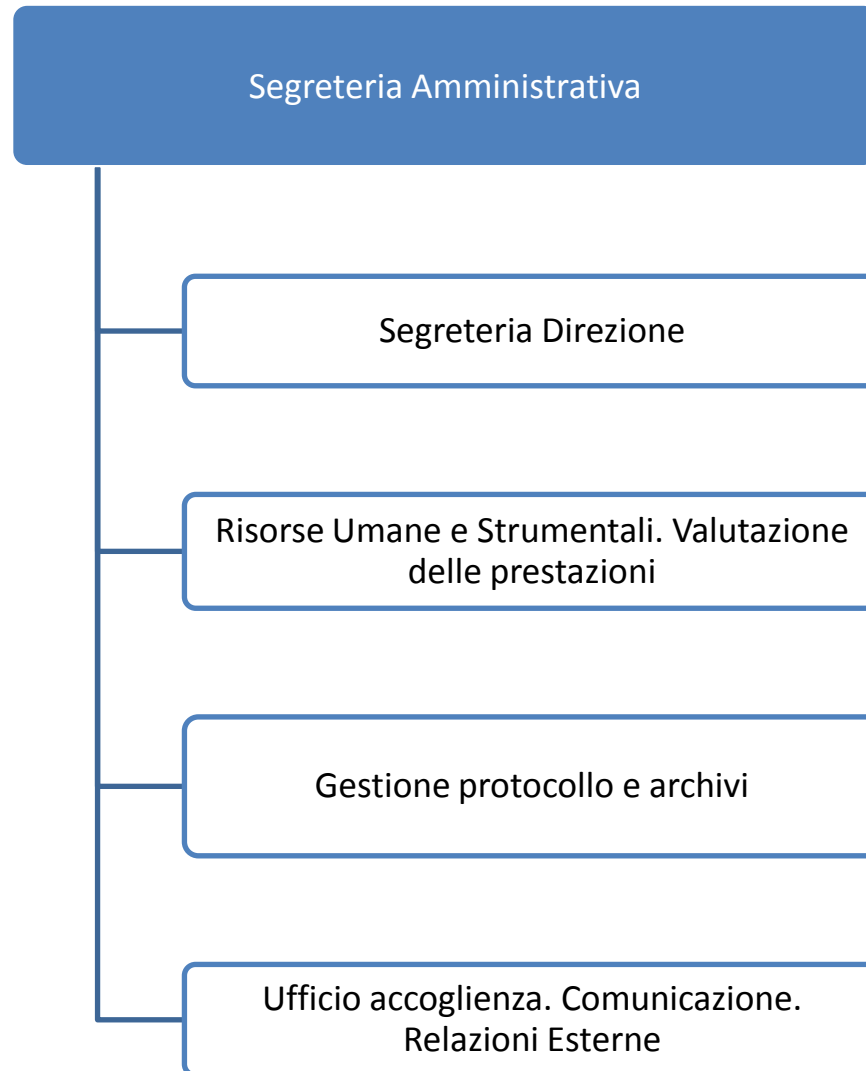 Segreteria Amministrativa
Segreteria Direzione
Risorse Umane e Strumentali. Valutazione
delle prestazioni
Gestione protocollo e archivi
Ufficio accoglienza. Comunicazione.
Relazioni Esterne